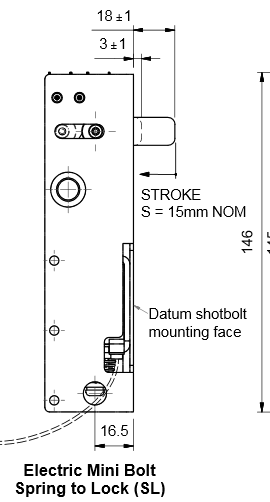 18 ±1
3 ±1
STROKE
S = 15mm NOM
146
Datum shotbolt
mounting face
16.5
Electric Mini Bolt
Spring to Lock (SL)